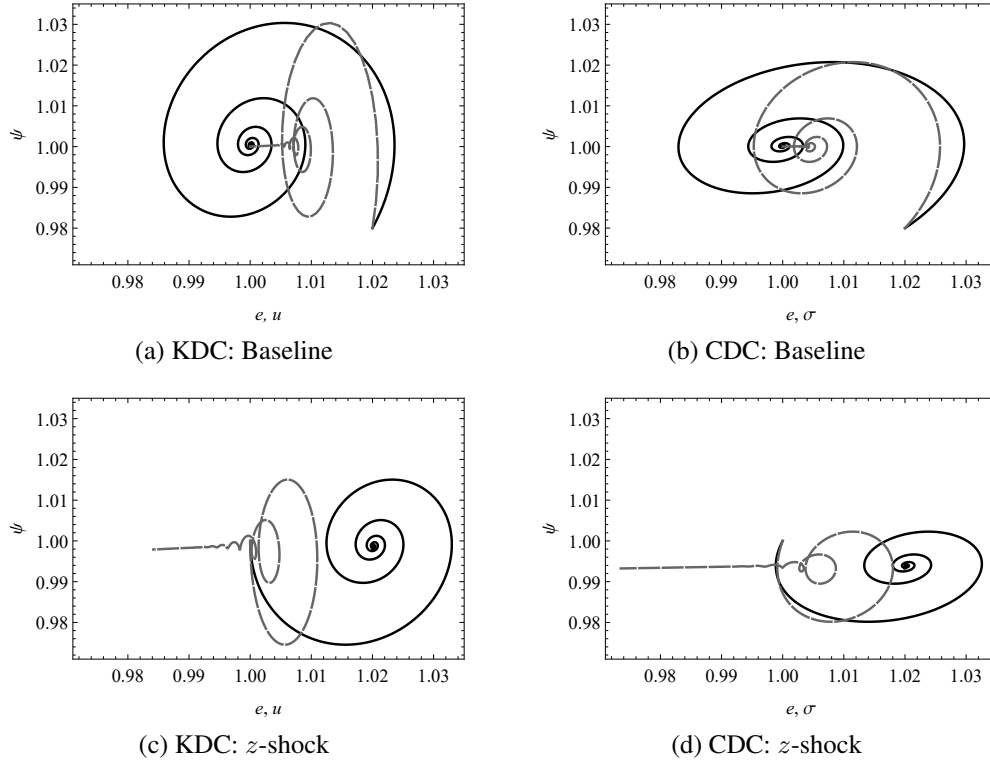 1.03 1.03
1.02 1.02
1.01 1.01
ψ 1.00 ψ 1.00
0.99 0.99
0.98 0.98
0.98 0.99 1.00 1.01 1.02 1.03 0.98 0.99 1.00 1.01 1.02 1.03
e, u e, σ
(a) KDC: Baseline (b) CDC: Baseline
1.03 1.03
1.02 1.02
1.01 1.01
ψ 1.00 ψ 1.00
0.99 0.99
0.98 0.98
0.98 0.99 1.00 1.01 1.02 1.03 0.98 0.99 1.00 1.01 1.02 1.03
e, u e, σ
(c) KDC: z-shock (d) CDC: z-shock